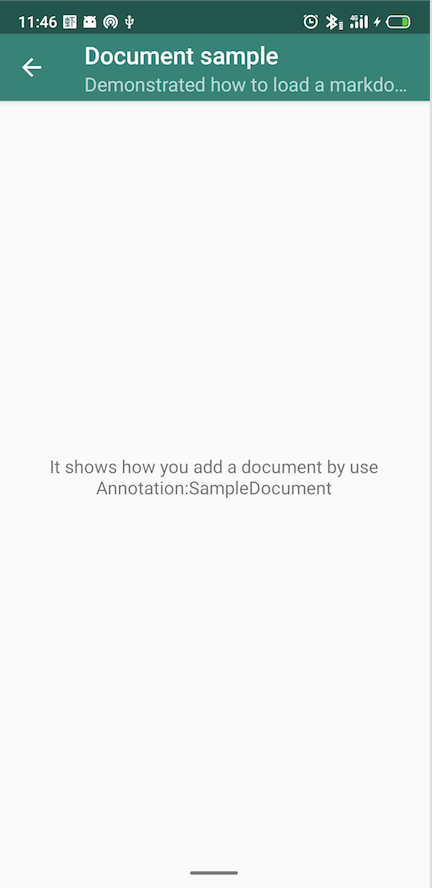 11:46
Document sample
Demonstrated how to load a markdo...
It shows how you add a document by use
Annotation:SampleDocument